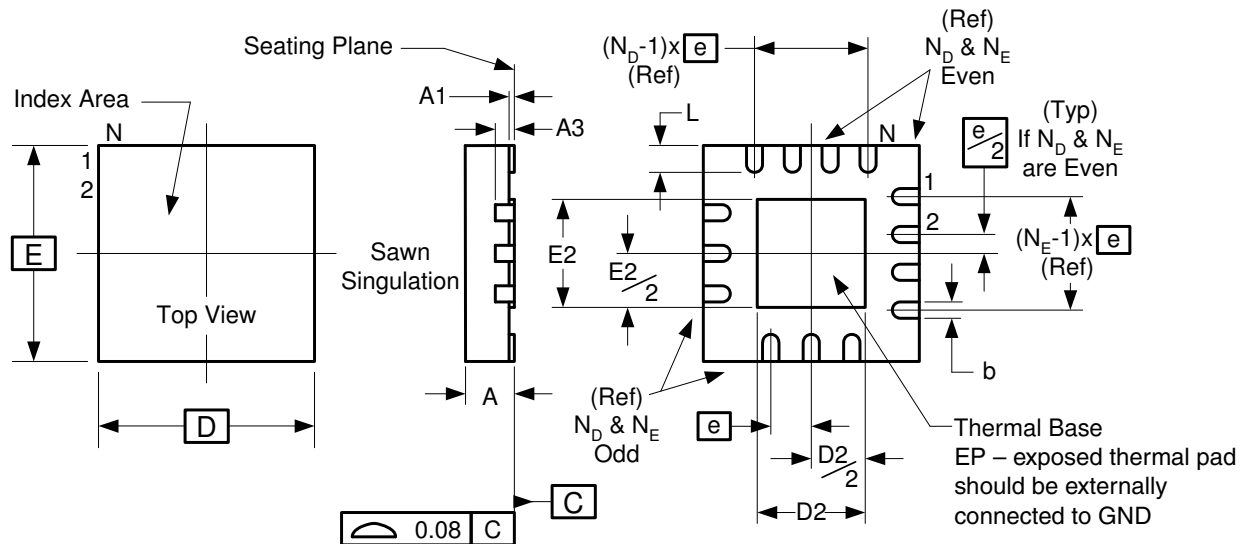 Seating Plane
Index Area
N
1
2
E
Top View
D
A1
A3
Sawn
Singulation
A
C
0.08 C
(N_D-1)x e
(Ref)
(Ref)
N_D & N_E
Even
L
N
e/2
(Typ)
If N_D & N_E
are Even
1
2
(N_E-1)x e
(Ref)
E2
E2/2
b
(Ref)
N_D & N_E
Odd
e
D2/2
D2
Thermal Base
EP – exposed thermal pad
should be externally
connected to GND